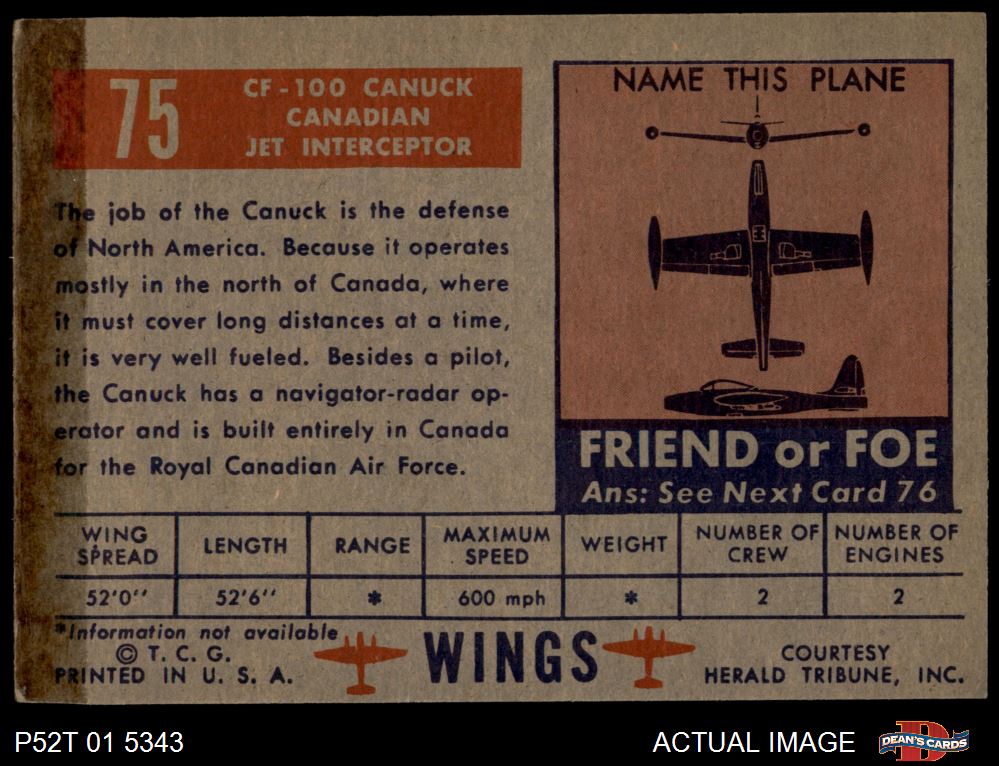 75
CF-100 CANUCK
CANADIAN
JET INTERCEPTOR
The job of the Canuck is the defense
of North America. Because it operates
mostly in the north of Canada, where
it must cover long distances at a time,
it is very well fueled. Besides a pilot,
the Canuck has a navigator-radar op-
erator and is built entirely in Canada
for the Royal Canadian Air Force.
NAME THIS PLANE
FRIEND or FOE
Ans: See Next Card 76
WING SPREAD LENGTH RANGE MAXIMUM SPEED WEIGHT NUMBER OF CREW NUMBER OF ENGINES
52'0'' 52'6'' * 600 mph * 2 2
*Information not available
© T. C. G.
PRINTED IN U. S. A.
WINGS
COURTESY
HERALD TRIBUNE, INC.
P52T 01 5343
ACTUAL IMAGE
D
DEAN'S CARDS